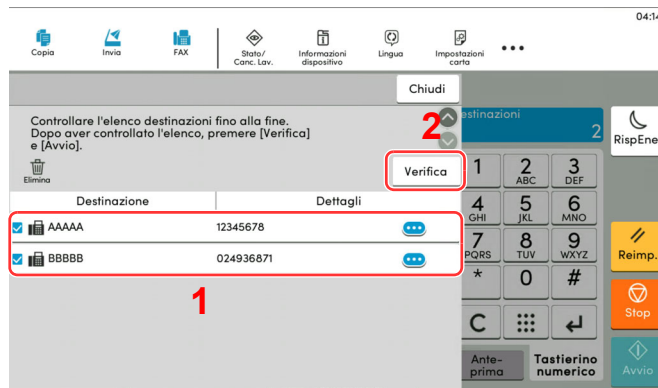 04:14
Copia
Invia
FAX
Stato/
Canc. Lav.
Informazioni
dispositivo
Lingua
Impostazioni
carta
Chiudi
Controllare l'elenco destinazioni fino alla fine.
Dopo aver controllato l'elenco, premere [Verifica]
e [Avvio].
2
estinazioni
2
RispEne
Elimina
Verifica
Destinazione Dettagli
AAAAA 12345678
BBBBB 024936871
1
1
2 ABC
3 DEF
4 GHI
5 JKL
6 MNO
7 PQRS
8 TUV
9 WXYZ
* 0 #
C
Ante-
prima
Tastierino
numerico
Reimp.
Stop
Avvio